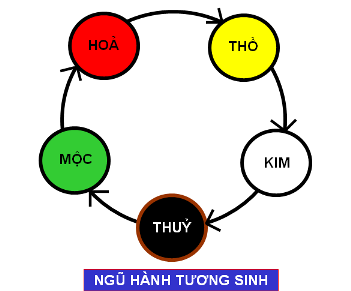 HOẢ
THỔ
MỘC
KIM
THUỶ
NGŨ HÀNH TƯƠNG SINH